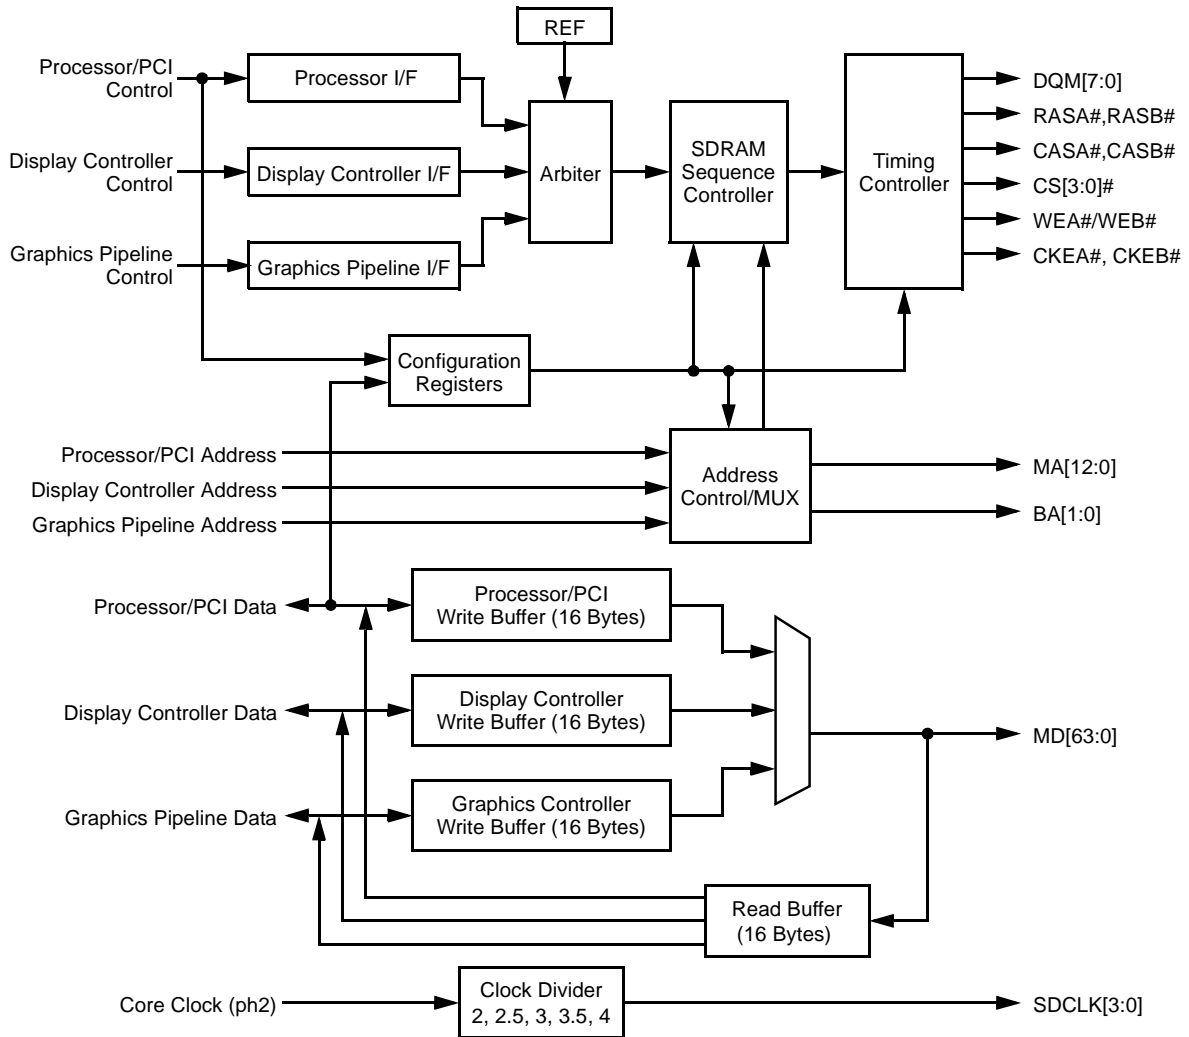 REF
Processor/PCI
Control
Processor I/F
DQM[7:0]
RASA#,RASB#
Display Controller
Control
Display Controller I/F
Arbiter
SDRAM
Sequence
Controller
Timing
Controller
CASA#,CASB#
CS[3:0]#
WEA#/WEB#
Graphics Pipeline
Control
Graphics Pipeline I/F
CKEA#, CKEB#
Configuration
Registers
Processor/PCI Address
Display Controller Address
Graphics Pipeline Address
Address
Control/MUX
MA[12:0]
BA[1:0]
Processor/PCI Data
Processor/PCI
Write Buffer (16 Bytes)
Display Controller Data
Display Controller
Write Buffer (16 Bytes)
MD[63:0]
Graphics Pipeline Data
Graphics Controller
Write Buffer (16 Bytes)
Read Buffer
(16 Bytes)
Core Clock (ph2)
Clock Divider
2, 2.5, 3, 3.5, 4
SDCLK[3:0]